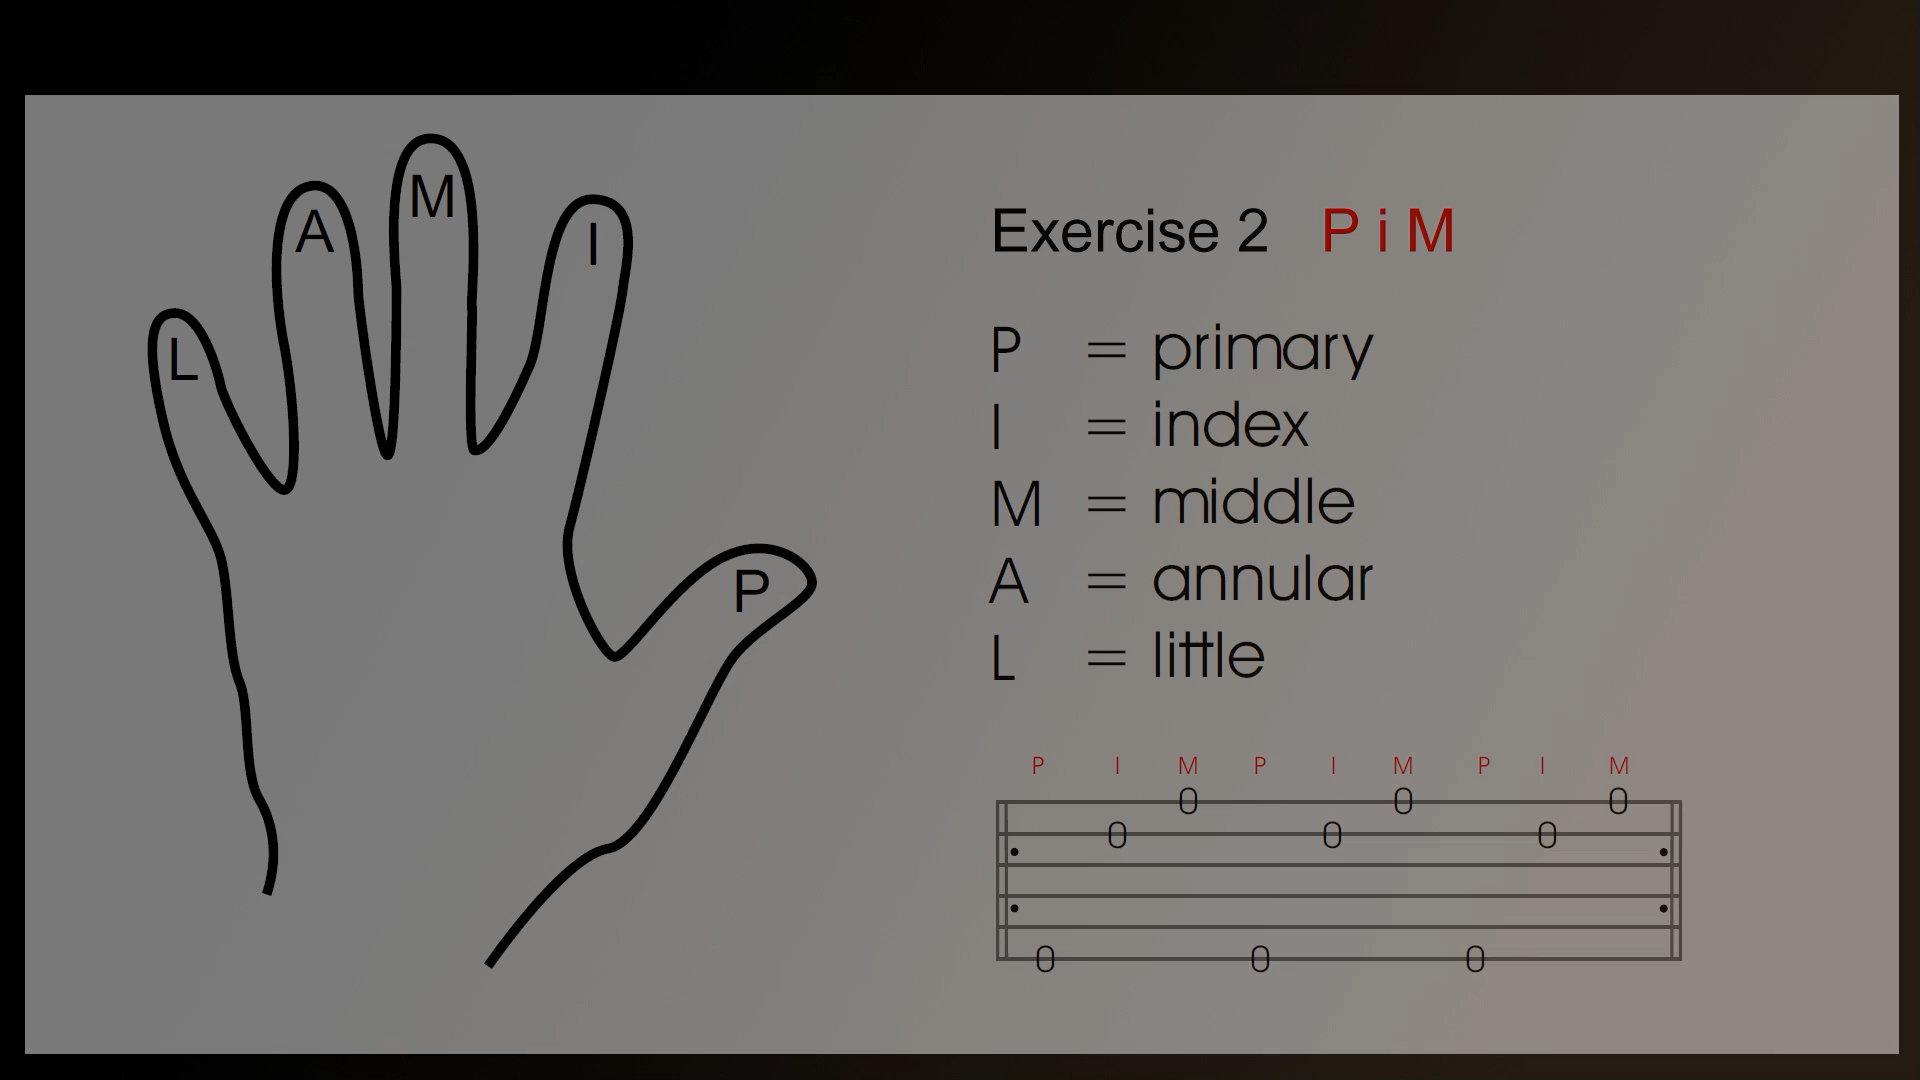 M
A
I
L
P
Exercise 2 P i M
P = primary
I = index
M = middle
A = annular
L = little
P I M P I M P I M
0 0 0
0 0 0
0 0 0